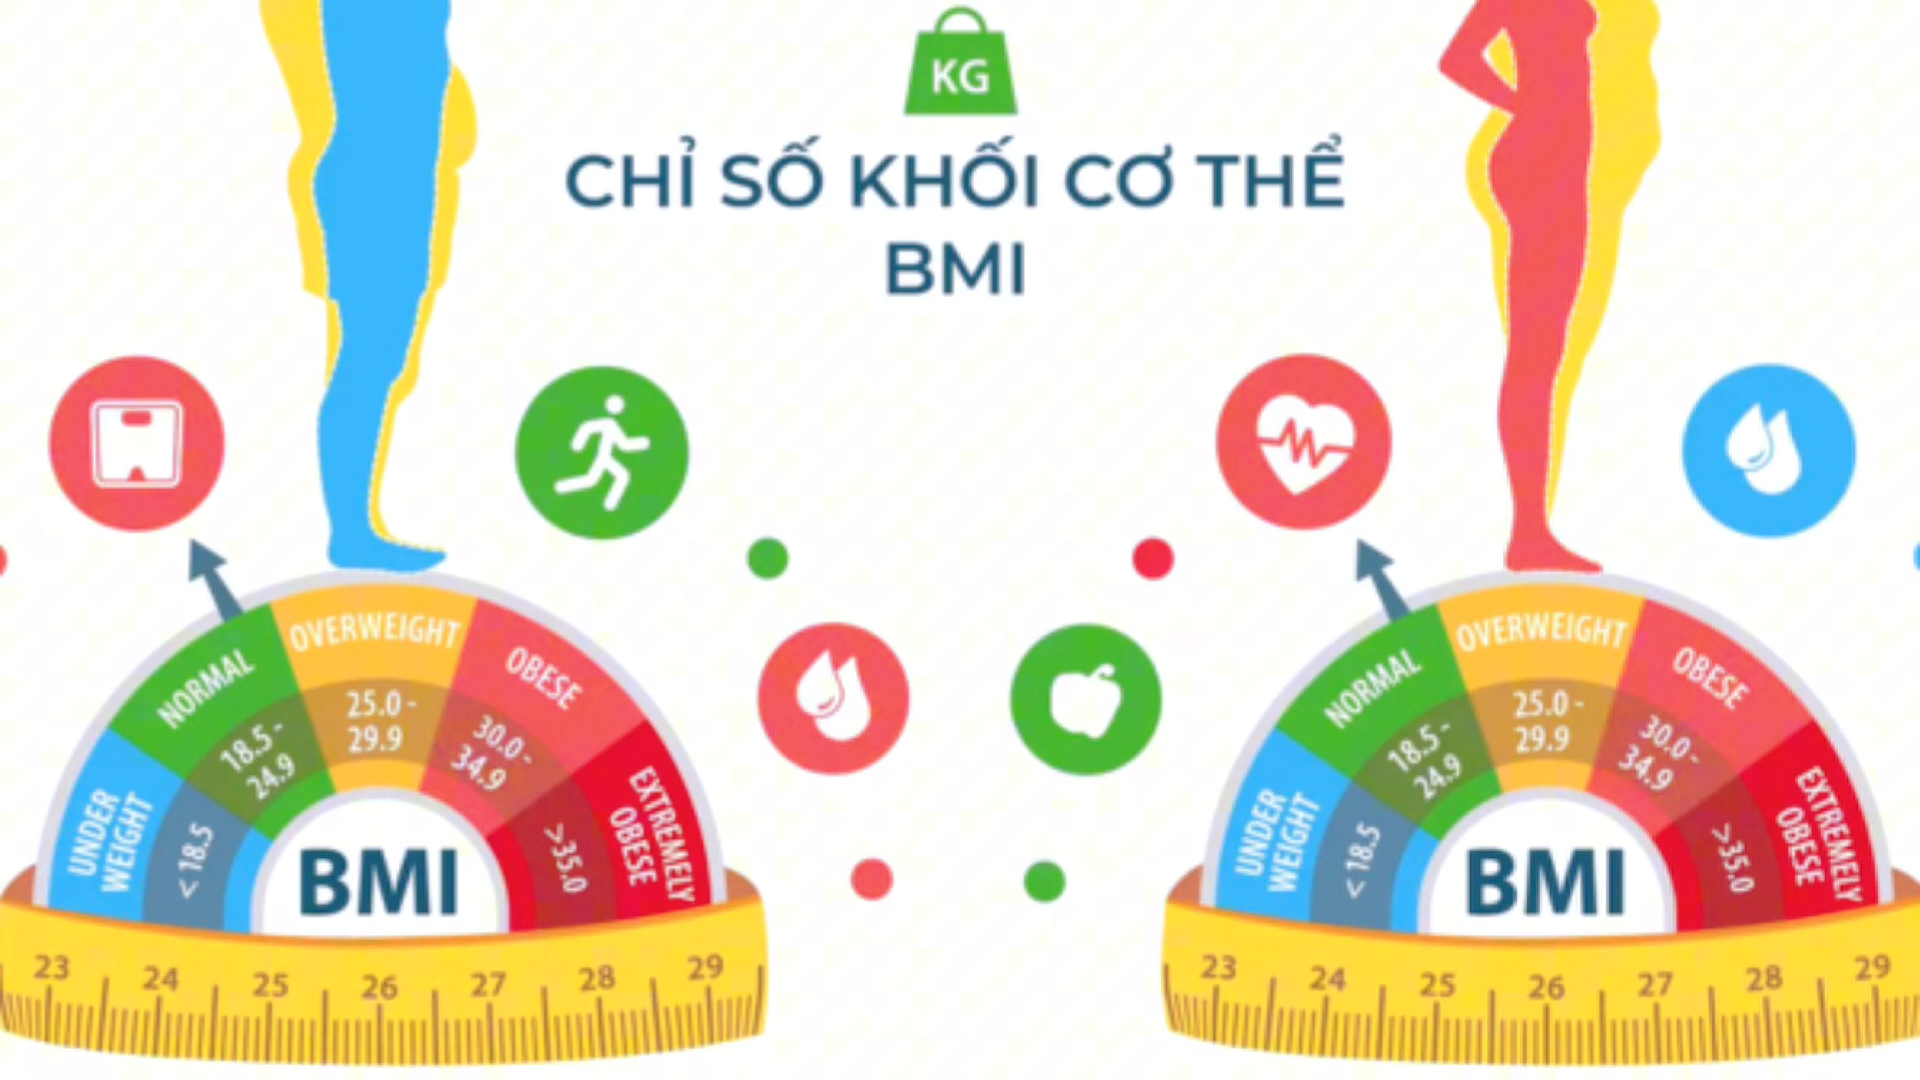 KG
CHỈ SỐ KHỐI CƠ THỂ
BMI
UNDER
WEIGHT
< 18.5
NORMAL
18.5-
24.9
OVERWEIGHT
25.0-
29.9
OBESE
30.0-
34.9
EXTREMELY
OBESE
>35.0
BMI
23 24 25 26 27 28 29
UNDER
WEIGHT
< 18.5
NORMAL
18.5-
24.9
OVERWEIGHT
25.0-
29.9
OBESE
30.0-
34.9
EXTREMELY
OBESE
>35.0
BMI
23 24 25 26 27 28 29